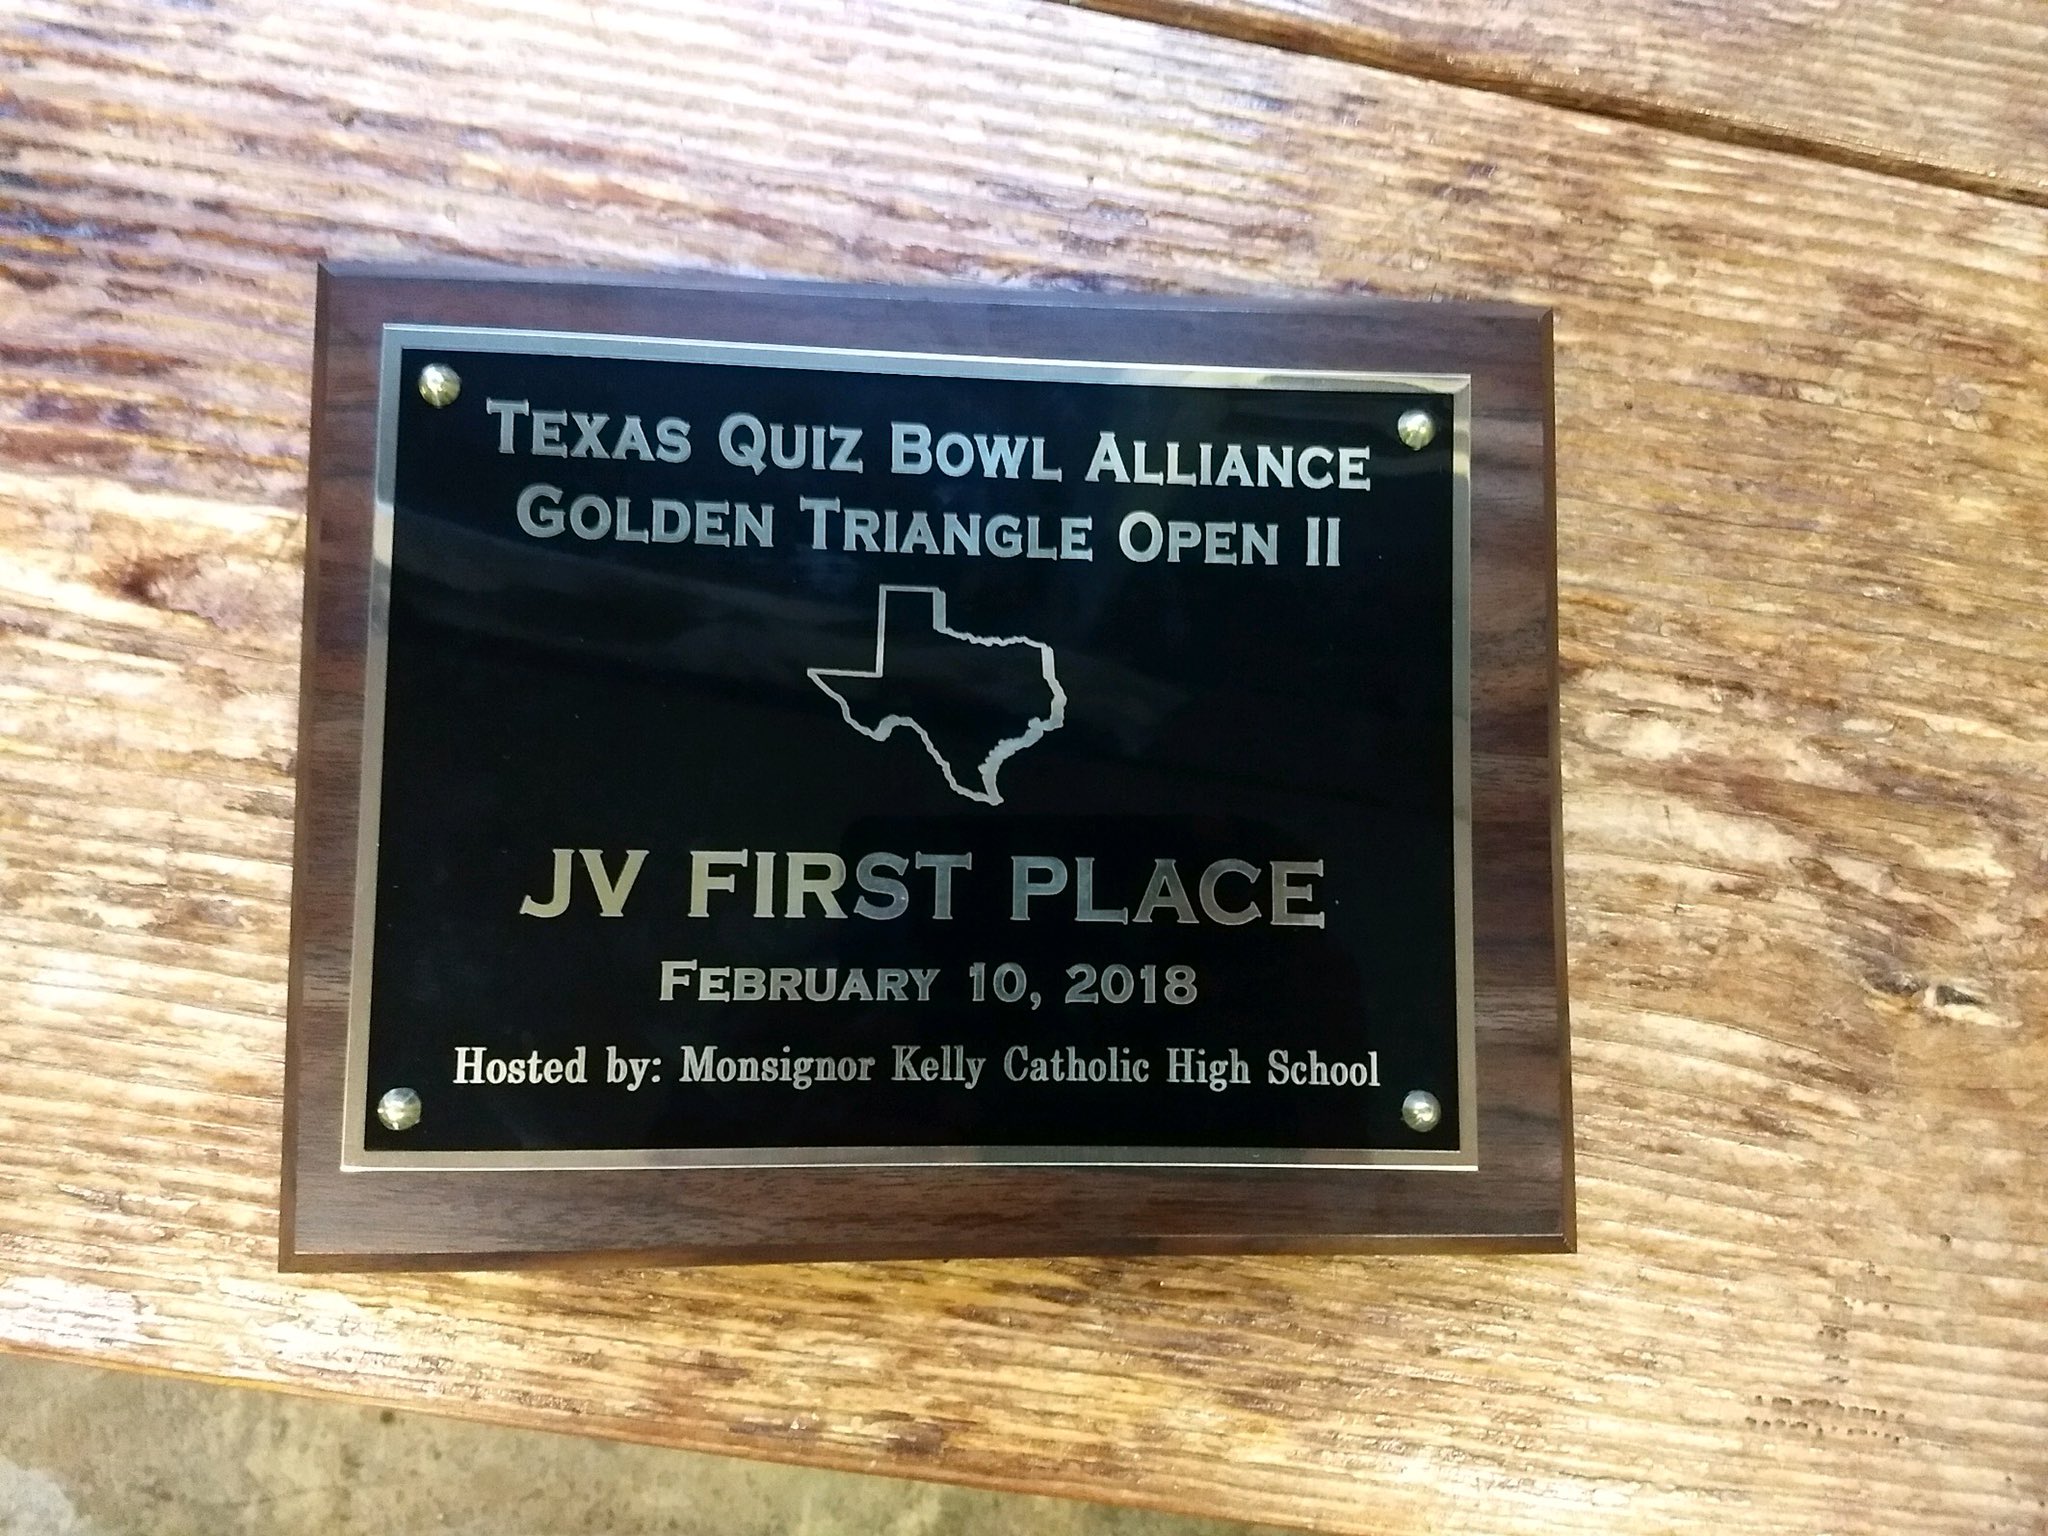 Texas Quiz Bowl Alliance
Golden Triangle Open II
JV FIRST PLACE
February 10, 2018
Hosted by: Monsignor Kelly Catholic High School